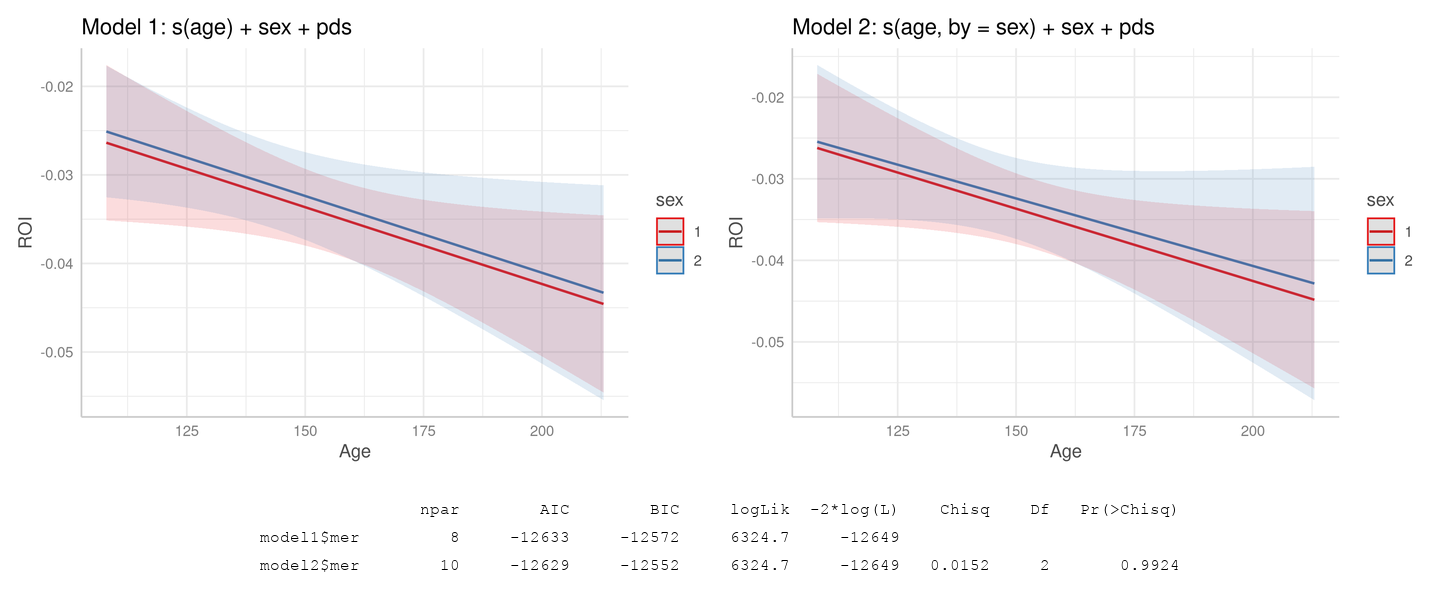 Model 1: s(age) + sex + pds
-0.02
-0.03
-0.04
-0.05
ROI
125 150 175 200
Age
sex
1
2
Model 2: s(age, by = sex) + sex + pds
-0.02
-0.03
-0.04
-0.05
ROI
125 150 175 200
Age
sex
1
2
npar AIC BIC logLik -2*log(L) Chisq Df Pr(>Chisq)
model1$mer 8 -12633 -12572 6324.7 -12649
model2$mer 10 -12629 -12552 6324.7 -12649 0.0152 2 0.9924